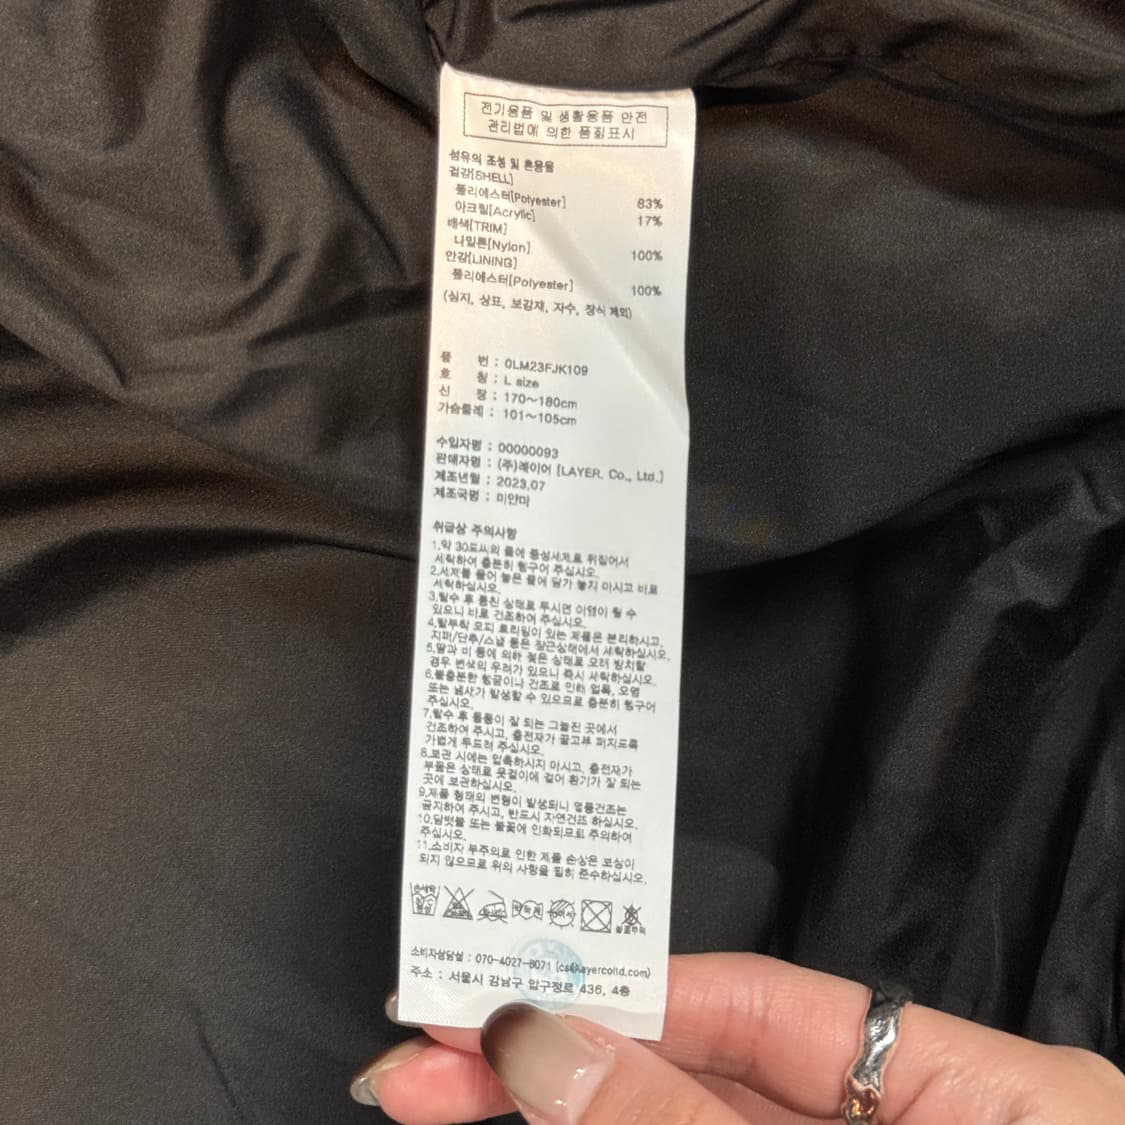 전기용품 및 생활용품 안전
관리법에 의한 품질표시
섬유의 조성 및 혼용율
겉감[SHELL]
폴리에스터[Polyester] 83%
아크릴[Acrylic] 17%
배색[TRIM]
나일론[Nylon] 100%
안감[LINING]
폴리에스터[Polyester] 100%
(심지, 상표, 보강재, 자수, 장식 제외)
품 번 : 0LM23FJK109
호 칭 : L size
신 장 : 170~180cm
가슴둘레 : 101~105cm
수입자명 : 00000093
판매자명 : (주)레이어 [LAYER. Co., Ltd.]
제조년월 : 2023.07
제조국명 : 미얀마
취급상 주의사항
1.약 30도씨의 물에 중성세제로 뒤집어서
세탁하여 충분히 헹구어 주십시오.
2.세제를 풀어 놓은 물에 담가 놓지 마시고 바로
세탁하십시오.
3.탈수 후 뭉친 상태로 두시면 이염이 될 수
있으니 바로 건조하여 주십시오.
4.탈부착 모피 트리밍이 있는 제품은 분리하시고,
지퍼/단추/스냅 등은 잠근상태에서 세탁하십시오.
5.땀과 비 등에 의해 젖은 상태로 오래 방치할
경우 변색의 우려가 있으니 즉시 세탁하십시오.
6.불충분한 헹굼이나 건조로 인해 얼룩, 오염
또는 냄새가 발생할 수 있으므로 충분히 헹구어
주십시오.
7.탈수 후 통풍이 잘 되는 그늘진 곳에서
건조하여 주시고, 충전재가 골고루 퍼지도록
가볍게 두드려 주십시오.
8.보관 시에는 압축하지 마시고, 충전재가
부풀은 상태로 옷걸이에 걸어 환기가 잘 되는
곳에 보관하십시오.
9.제품 형태의 변형이 발생되니 열풍건조는
금지하여 주시고, 반드시 자연건조 하십시오.
10.담뱃불 또는 불꽃에 인화되므로 주의하여
주십시오.
11.소비자 부주의로 인한 제품 손상은 보상이
되지 않으므로 위의 사항을 필히 준수하십시오.
손세탁
불꽃주의
소비자상담실 : 070-4027-8071
주소 : 서울시 강남구 압구정로 436, 4층